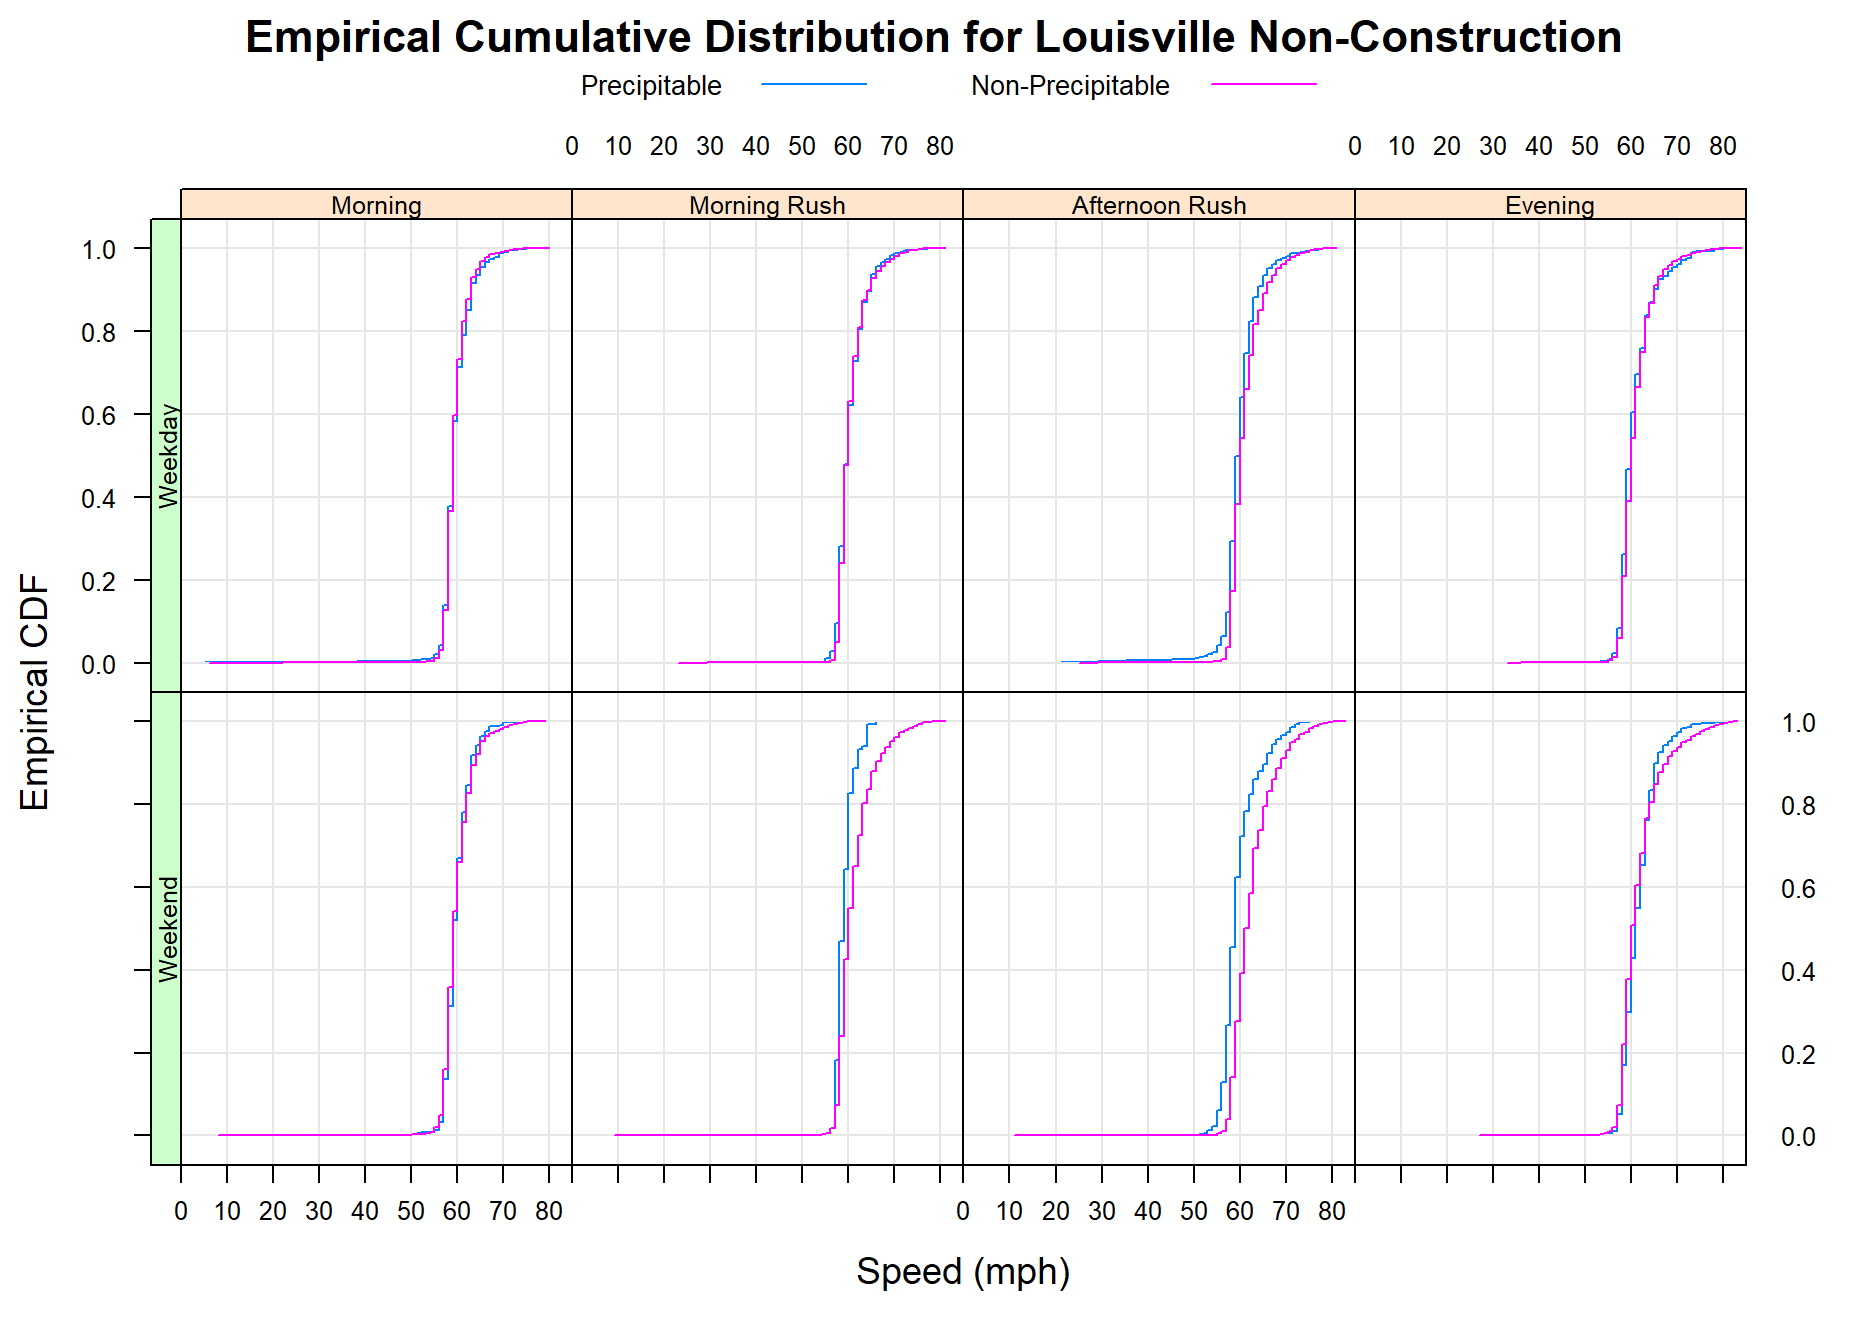 Empirical Cumulative Distribution for Louisville Non-Construction
Precipitable Non-Precipitable
0 10 20 30 40 50 60 70 80 0 10 20 30 40 50 60 70 80
Morning Morning Rush Afternoon Rush Evening
1.0
0.8
0.6
0.4
0.2
0.0
Weekday
Empirical CDF
Weekend
1.0
0.8
0.6
0.4
0.2
0.0
0 10 20 30 40 50 60 70 80 0 10 20 30 40 50 60 70 80
Speed (mph)